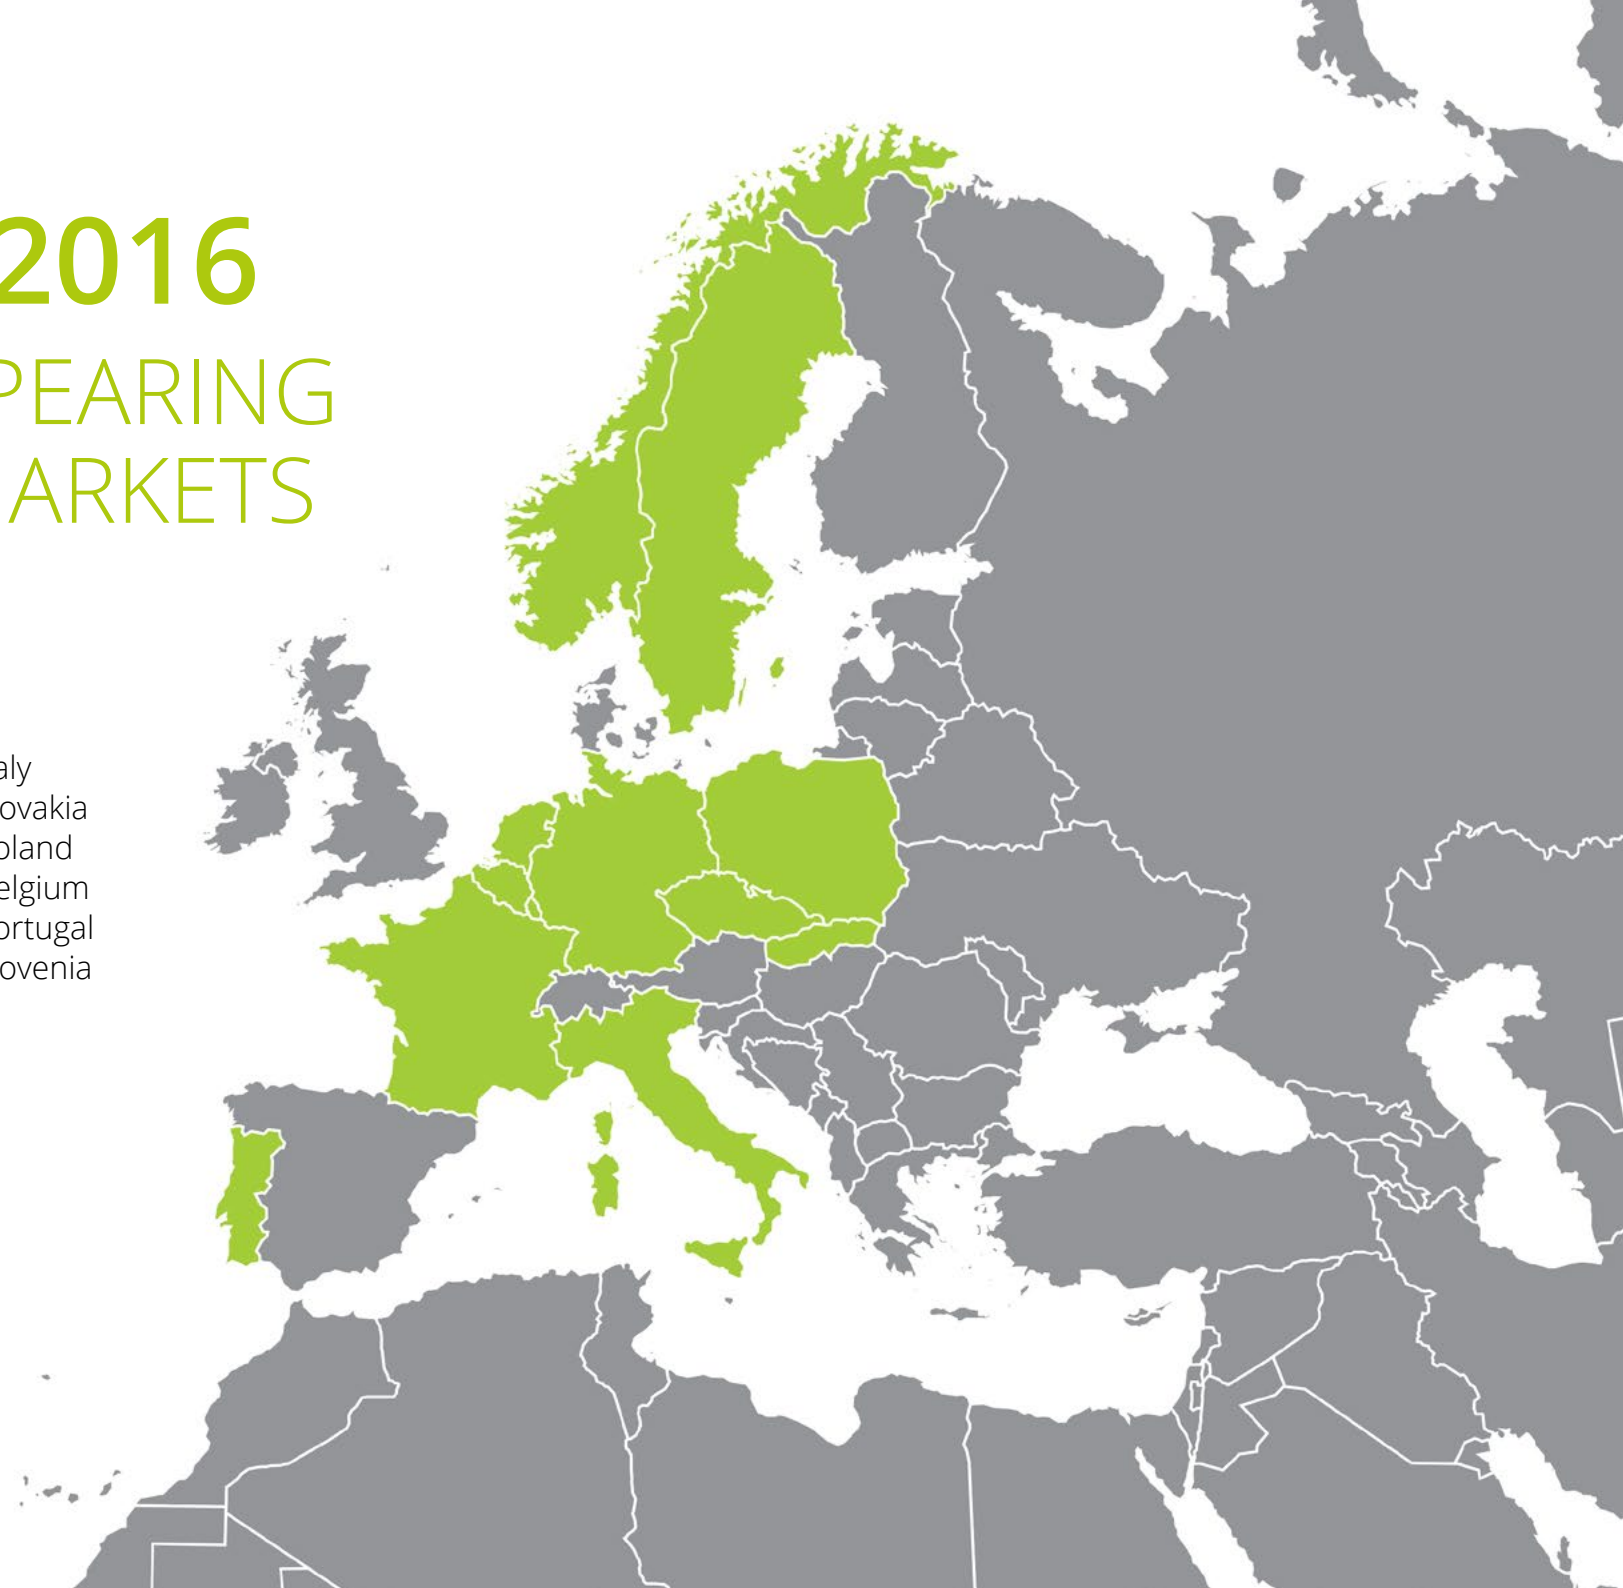 2016
PEARING
ARKETS
aly
ovakia
oland
elgium
ortugal
ovenia